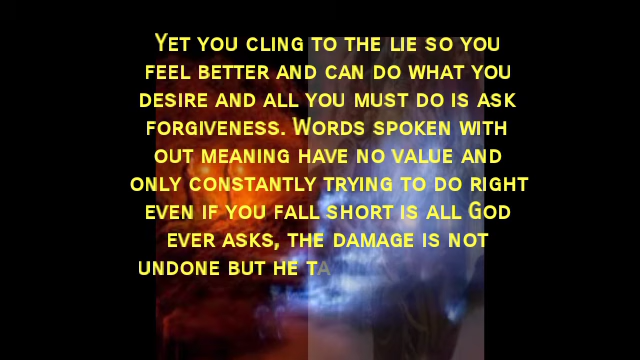 Yet you cling to the lie so you
feel better and can do what you
desire and all you must do is ask
forgiveness. Words spoken with
out meaning have no value and
only constantly trying to do right
even if you fall short is all God
ever asks, the damage is not
undone but he ta